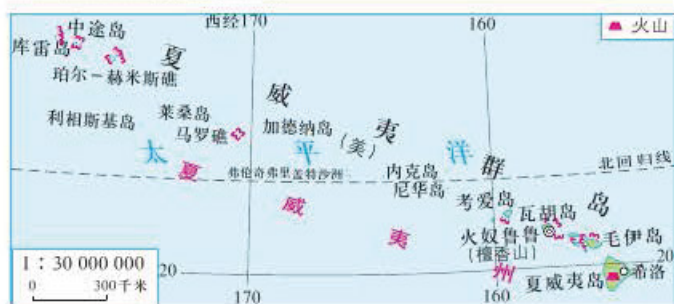 西经170
160
火山
中途岛
库雷岛
珀尔-赫米斯礁
夏威夷群岛
(美)
利相斯基岛
莱桑岛
马罗礁
加德纳岛
太平洋
北回归线
弗伦奇弗里盖特沙洲
内克岛
尼华岛
夏威夷州
考爱岛
瓦胡岛
火奴鲁鲁
(檀香山)
毛伊岛
夏威夷岛
希洛
1:30 000 000
0 300千米
20
170
160
20